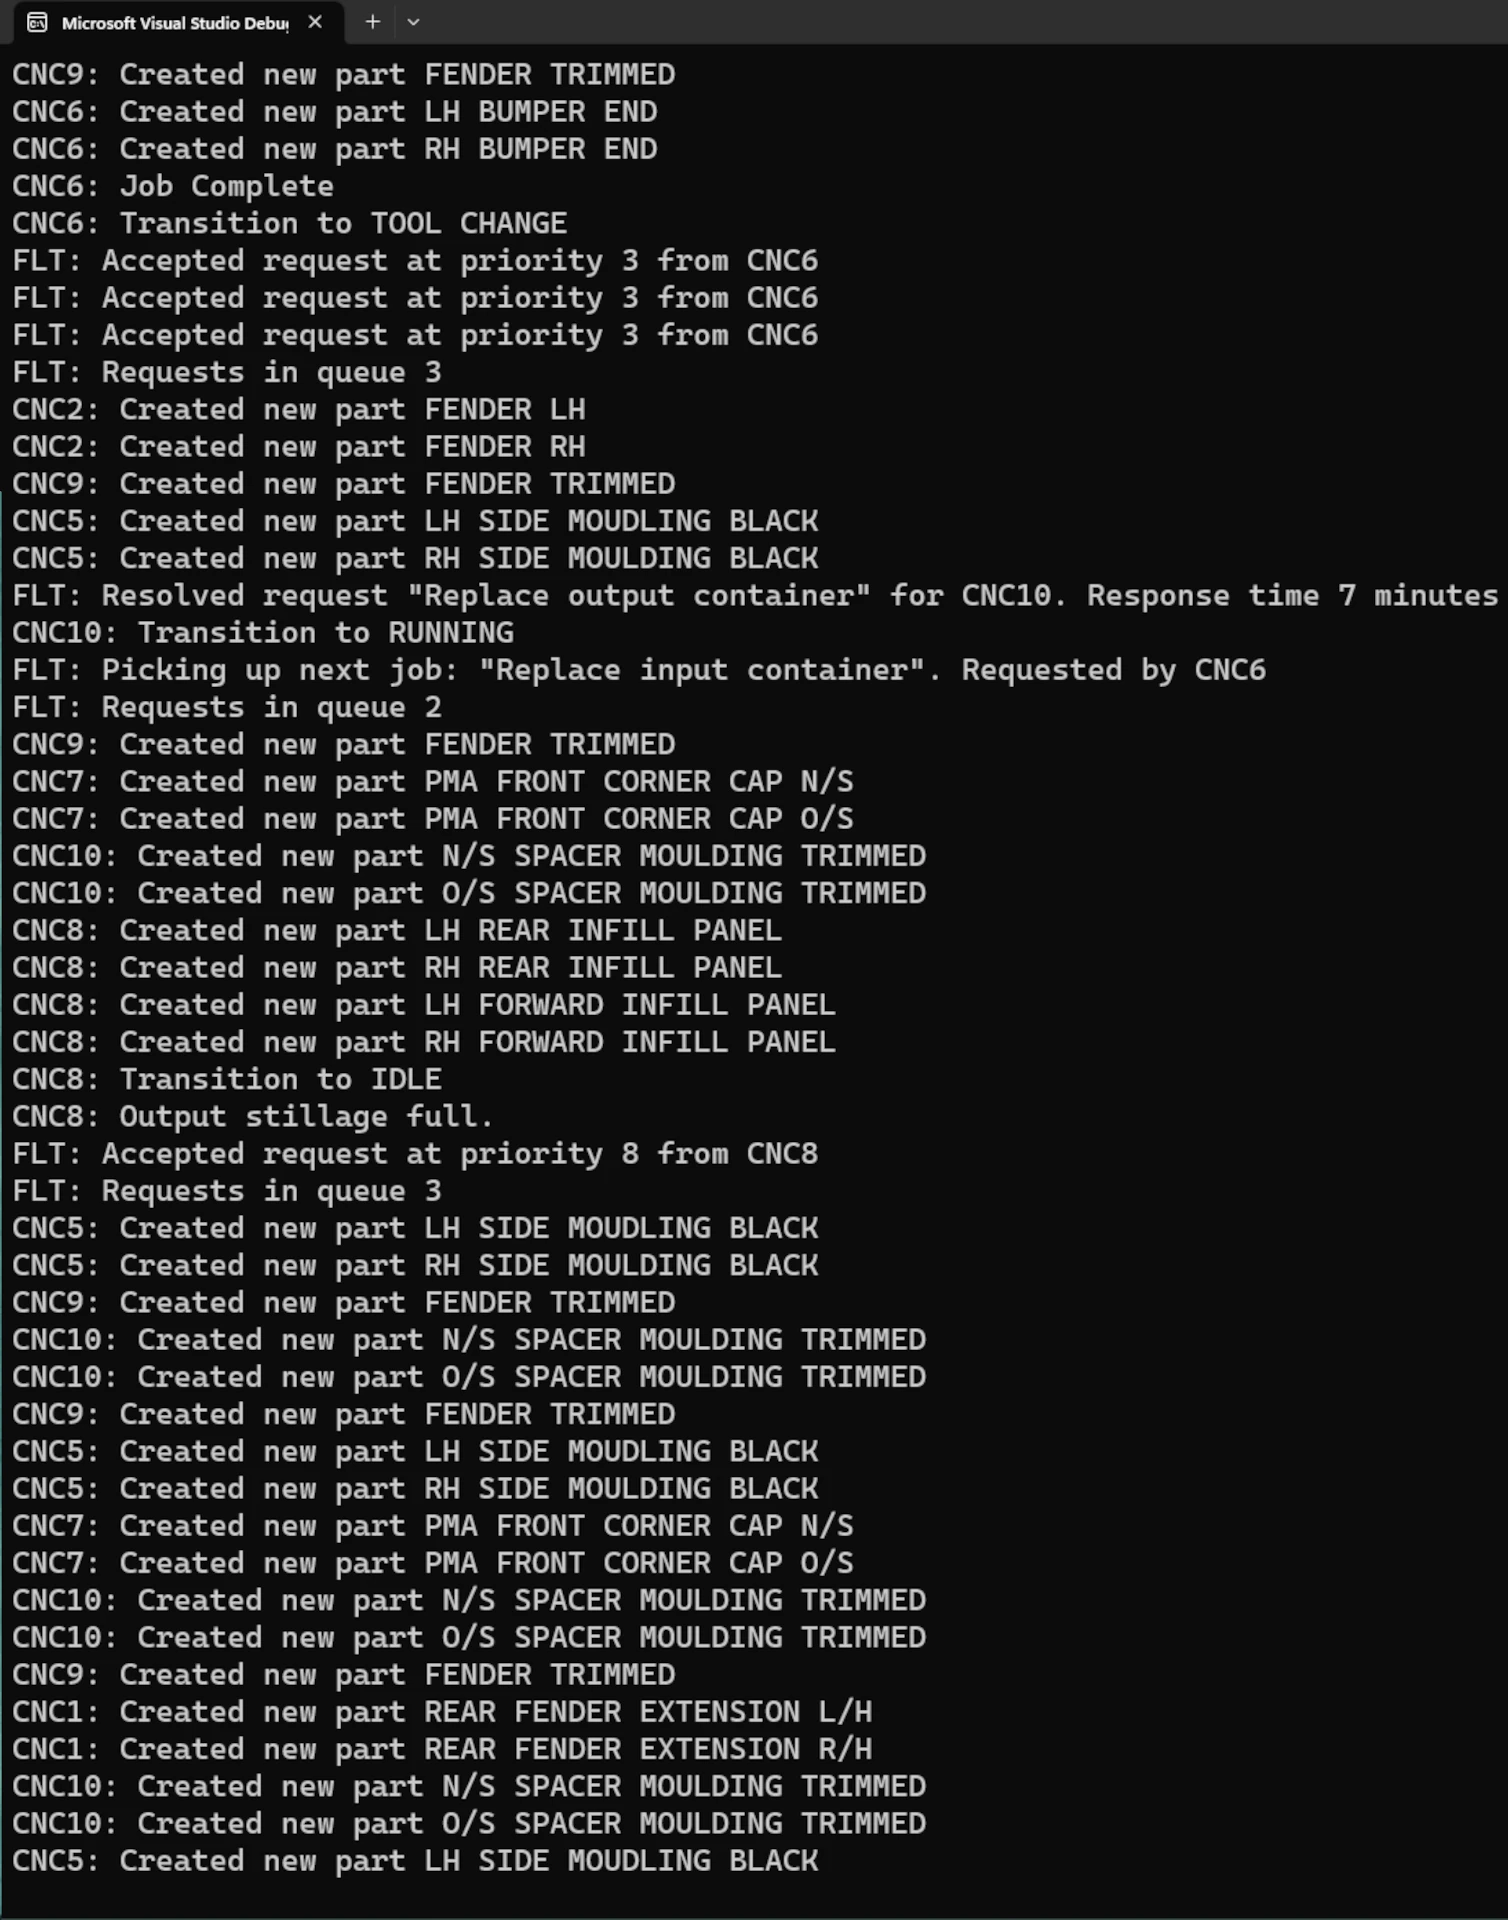 Microsoft Visual Studio Debu
CNC9: Created new part FENDER TRIMMED
CNC6: Created new part LH BUMPER END
CNC6: Created new part RH BUMPER END
CNC6: Job Complete
CNC6: Transition to TOOL CHANGE
FLT: Accepted request at priority 3 from CNC6
FLT: Accepted request at priority 3 from CNC6
FLT: Accepted request at priority 3 from CNC6
FLT: Requests in queue 3
CNC2: Created new part FENDER LH
CNC2: Created new part FENDER RH
CNC9: Created new part FENDER TRIMMED
CNC5: Created new part LH SIDE MOUDLING BLACK
CNC5: Created new part RH SIDE MOULDING BLACK
FLT: Resolved request "Replace output container" for CNC10. Response time 7 minutes
CNC10: Transition to RUNNING
FLT: Picking up next job: "Replace input container". Requested by CNC6
FLT: Requests in queue 2
CNC9: Created new part FENDER TRIMMED
CNC7: Created new part PMA FRONT CORNER CAP N/S
CNC7: Created new part PMA FRONT CORNER CAP O/S
CNC10: Created new part N/S SPACER MOULDING TRIMMED
CNC10: Created new part O/S SPACER MOULDING TRIMMED
CNC8: Created new part LH REAR INFILL PANEL
CNC8: Created new part RH REAR INFILL PANEL
CNC8: Created new part LH FORWARD INFILL PANEL
CNC8: Created new part RH FORWARD INFILL PANEL
CNC8: Transition to IDLE
CNC8: Output stillage full.
FLT: Accepted request at priority 8 from CNC8
FLT: Requests in queue 3
CNC5: Created new part LH SIDE MOUDLING BLACK
CNC5: Created new part RH SIDE MOULDING BLACK
CNC9: Created new part FENDER TRIMMED
CNC10: Created new part N/S SPACER MOULDING TRIMMED
CNC10: Created new part O/S SPACER MOULDING TRIMMED
CNC9: Created new part FENDER TRIMMED
CNC5: Created new part LH SIDE MOUDLING BLACK
CNC5: Created new part RH SIDE MOULDING BLACK
CNC7: Created new part PMA FRONT CORNER CAP N/S
CNC7: Created new part PMA FRONT CORNER CAP O/S
CNC10: Created new part N/S SPACER MOULDING TRIMMED
CNC10: Created new part O/S SPACER MOULDING TRIMMED
CNC9: Created new part FENDER TRIMMED
CNC1: Created new part REAR FENDER EXTENSION L/H
CNC1: Created new part REAR FENDER EXTENSION R/H
CNC10: Created new part N/S SPACER MOULDING TRIMMED
CNC10: Created new part O/S SPACER MOULDING TRIMMED
CNC5: Created new part LH SIDE MOUDLING BLACK